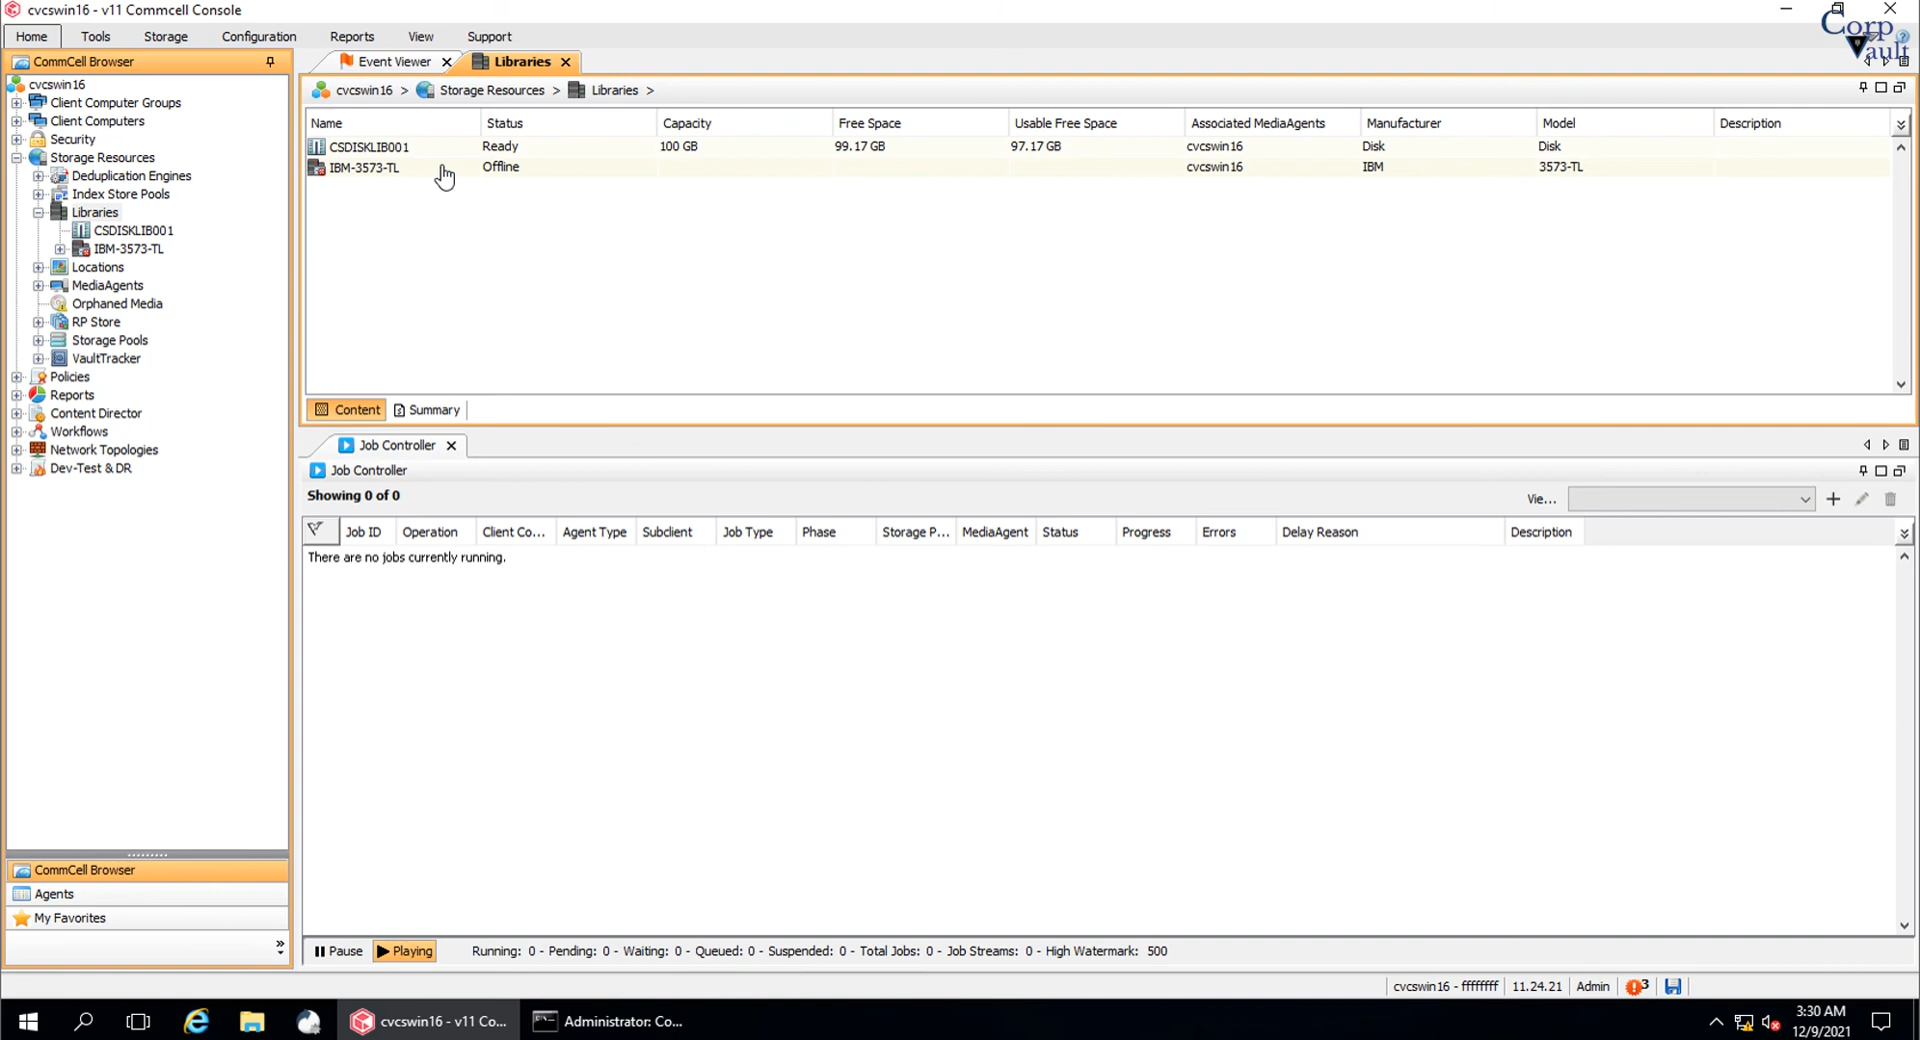 cvcswin16 - v11 Commcell Console
Corp
Vault
Home Tools Storage Configuration Reports View Support
CommCell Browser
Event Viewer Libraries
cvcswin16
Client Computer Groups
Client Computers
Security
Storage Resources
Deduplication Engines
Index Store Pools
Libraries
CSDISKLIB001
IBM-3573-TL
Locations
MediaAgents
Orphaned Media
RP Store
Storage Pools
VaultTracker
Policies
Reports
Content Director
Workflows
Network Topologies
Dev-Test & DR
CommCell Browser
Agents
My Favorites
»
cvcswin16 > Storage Resources > Libraries >
Name Status Capacity Free Space Usable Free Space Associated MediaAgents Manufacturer Model Description
CSDISKLIB001 Ready 100 GB 99.17 GB 97.17 GB cvcswin16 Disk Disk
IBM-3573-TL Offline cvcswin16 IBM 3573-TL
Content Summary
Job Controller
Job Controller
Showing 0 of 0
Vie...
Job ID Operation Client Co... Agent Type Subclient Job Type Phase Storage P... MediaAgent Status Progress Errors Delay Reason Description
There are no jobs currently running.
Pause Playing Running: 0 - Pending: 0 - Waiting: 0 - Queued: 0 - Suspended: 0 - Total Jobs: 0 - Job Streams: 0 - High Watermark: 500
cvcswin16 - ffffffff 11.24.21 Admin 3
cvcswin16 - v11 Co... Administrator: Co...
3:30 AM
12/9/2021